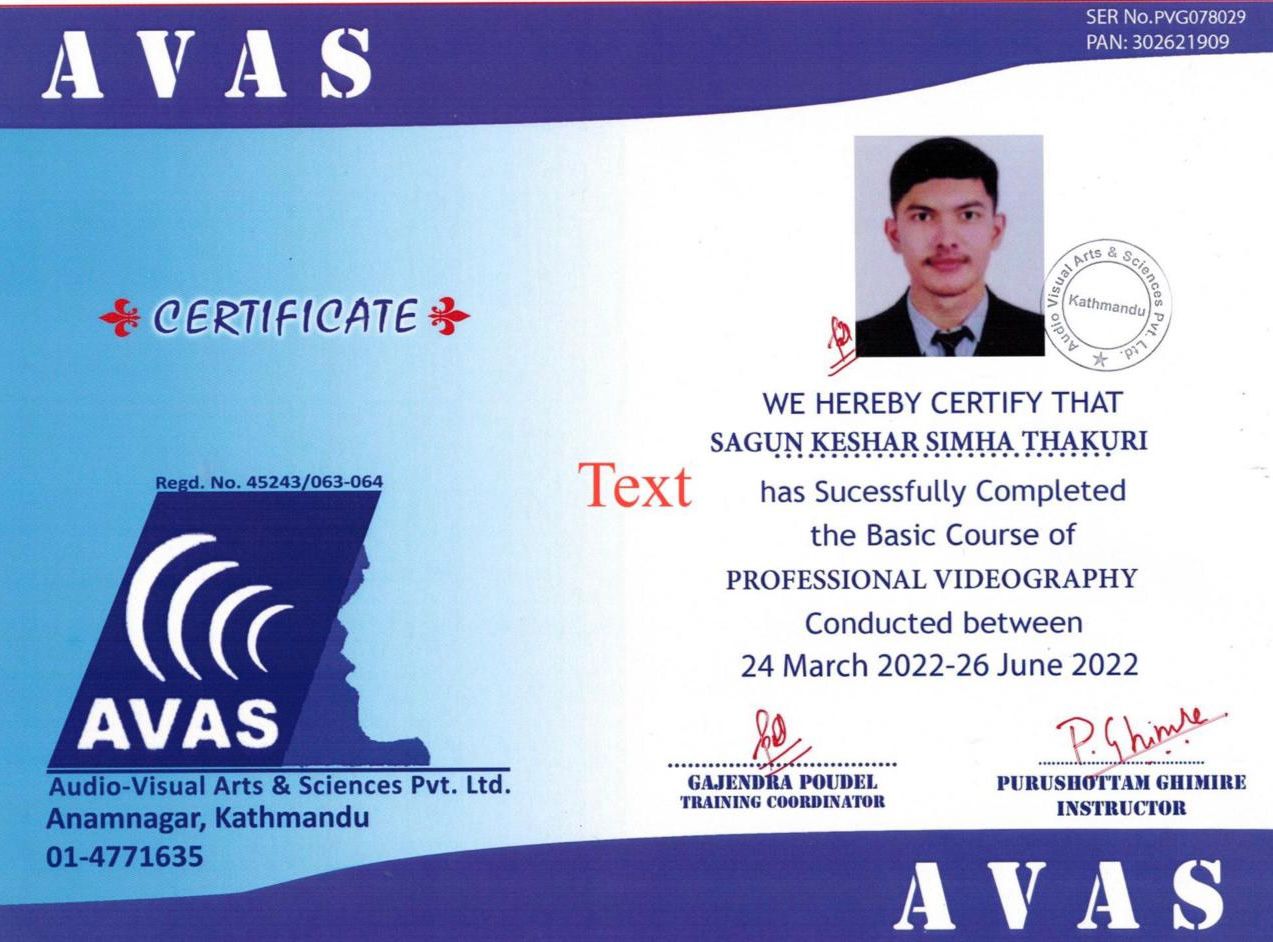 AVAS
SER No.PVG078029
PAN: 302621909
CERTIFICATE
Audio Visual Arts & Sciences Pvt. Ltd.
Kathmandu
WE HEREBY CERTIFY THAT
SAGUN KESHAR SIMHA THAKURI
Text
has Sucessfully Completed
the Basic Course of
PROFESSIONAL VIDEOGRAPHY
Conducted between
24 March 2022-26 June 2022
Regd. No. 45243/063-064
AVAS
Audio-Visual Arts & Sciences Pvt. Ltd.
Anamnagar, Kathmandu
01-4771635
GAJENDRA POUDEL
TRAINING COORDINATOR
P. Ghimire
PURUSHOTTAM GHIMIRE
INSTRUCTOR
AVAS